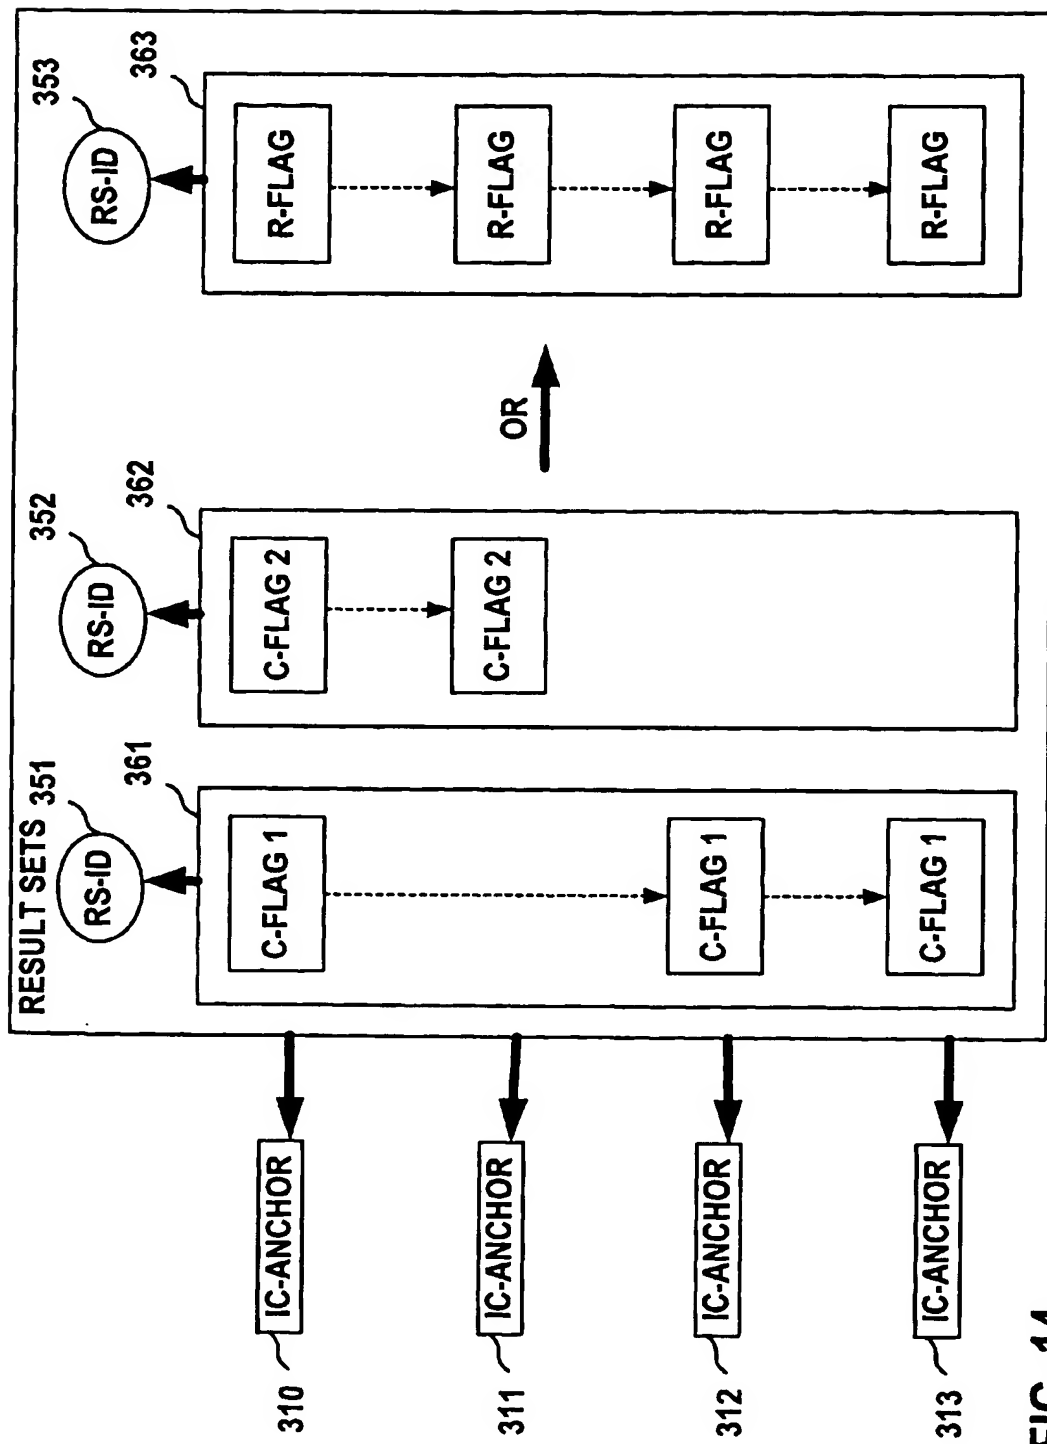 RESULT SETS
351
352
353
RS-ID
RS-ID
RS-ID
361
362
363
310
IC-ANCHOR
C-FLAG 1
C-FLAG 2
R-FLAG
311
IC-ANCHOR
C-FLAG 2
OR
R-FLAG
312
IC-ANCHOR
C-FLAG 1
R-FLAG
313
IC-ANCHOR
C-FLAG 1
R-FLAG
FIG. 14